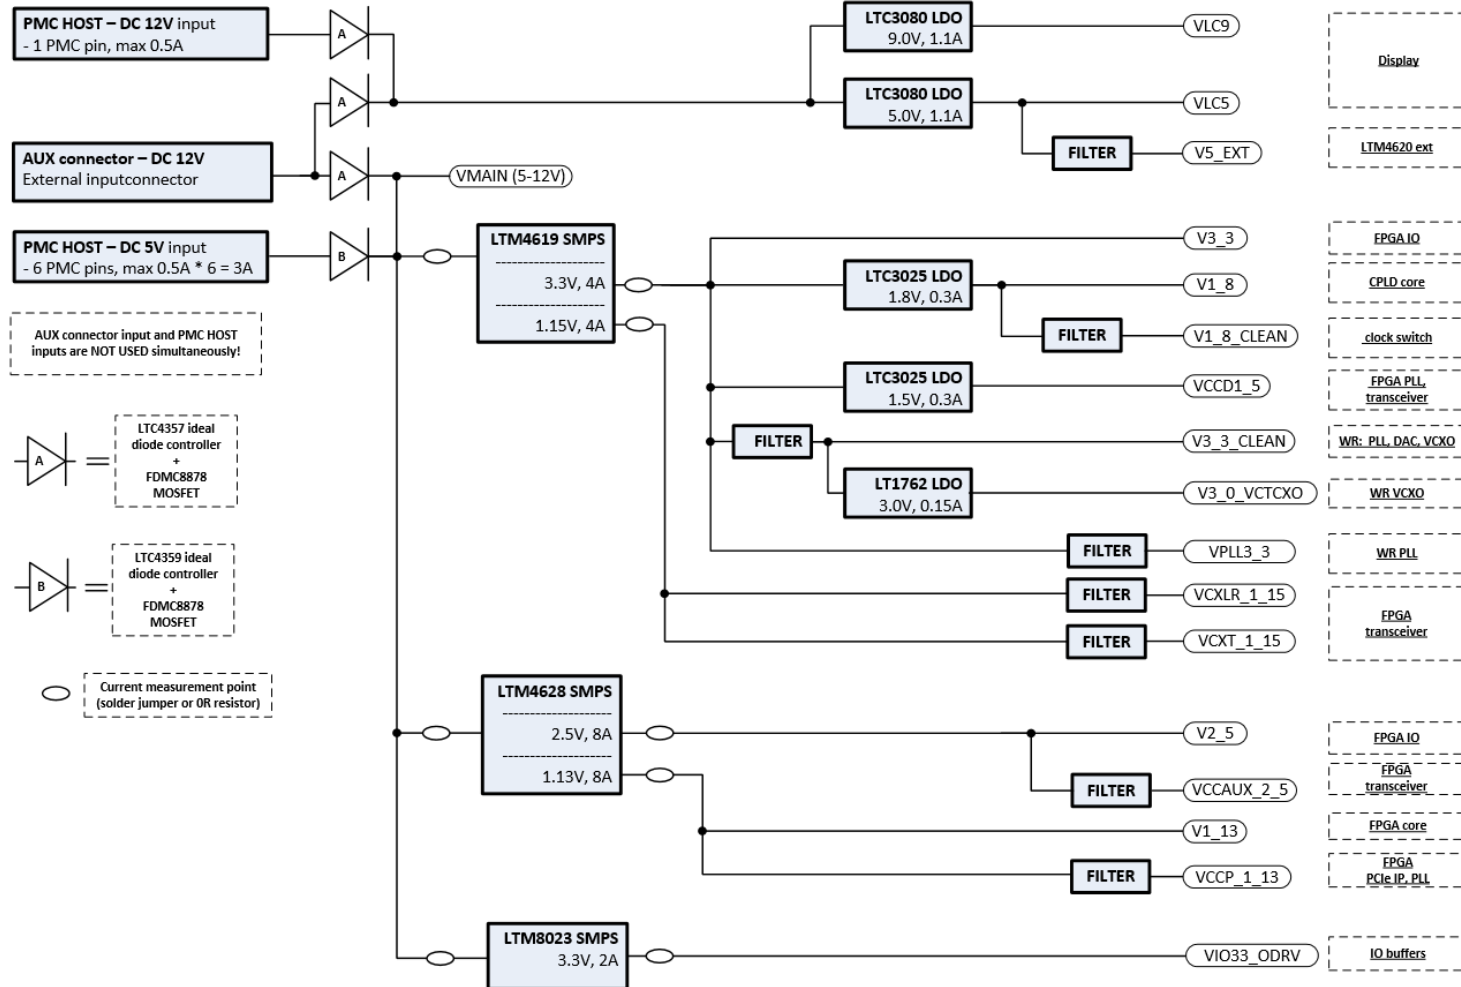 PMC HOST – DC 12V input
- 1 PMC pin, max 0.5A
A
LTC3080 LDO
9.0V, 1.1A
VLC9
Display
A
LTC3080 LDO
5.0V, 1.1A
VLC5
FILTER
V5_EXT
LTM4620 ext
AUX connector – DC 12V
External inputconnector
A
VMAIN (5-12V)
PMC HOST – DC 5V input
- 6 PMC pins, max 0.5A * 6 = 3A
B
LTM4619 SMPS
--------------------
3.3V, 4A
--------------------
1.15V, 4A
V3_3
FPGA IO
LTC3025 LDO
1.8V, 0.3A
V1_8
CPLD core
FILTER
V1_8_CLEAN
clock switch
AUX connector input and PMC HOST
inputs are NOT USED simultaneously!
LTC3025 LDO
1.5V, 0.3A
VCCD1_5
FPGA PLL,
transceiver
FILTER
V3_3_CLEAN
WR: PLL, DAC, VCXO
LT1762 LDO
3.0V, 0.15A
V3_0_VCTCXO
WR VCXO
A
LTC4357 ideal
diode controller
+
FDMC8878
MOSFET
FILTER
VPLL3_3
WR PLL
B
LTC4359 ideal
diode controller
+
FDMC8878
MOSFET
FILTER
VCXLR_1_15
FILTER
VCXT_1_15
FPGA
transceiver
Current measurement point
(solder jumper or 0R resistor)
LTM4628 SMPS
--------------------
2.5V, 8A
--------------------
1.13V, 8A
V2_5
FPGA IO
FILTER
VCCAUX_2_5
FPGA
transceiver
V1_13
FPGA core
FILTER
VCCP_1_13
FPGA
PCIe IP, PLL
LTM8023 SMPS
3.3V, 2A
VIO33_ODRV
IO buffers